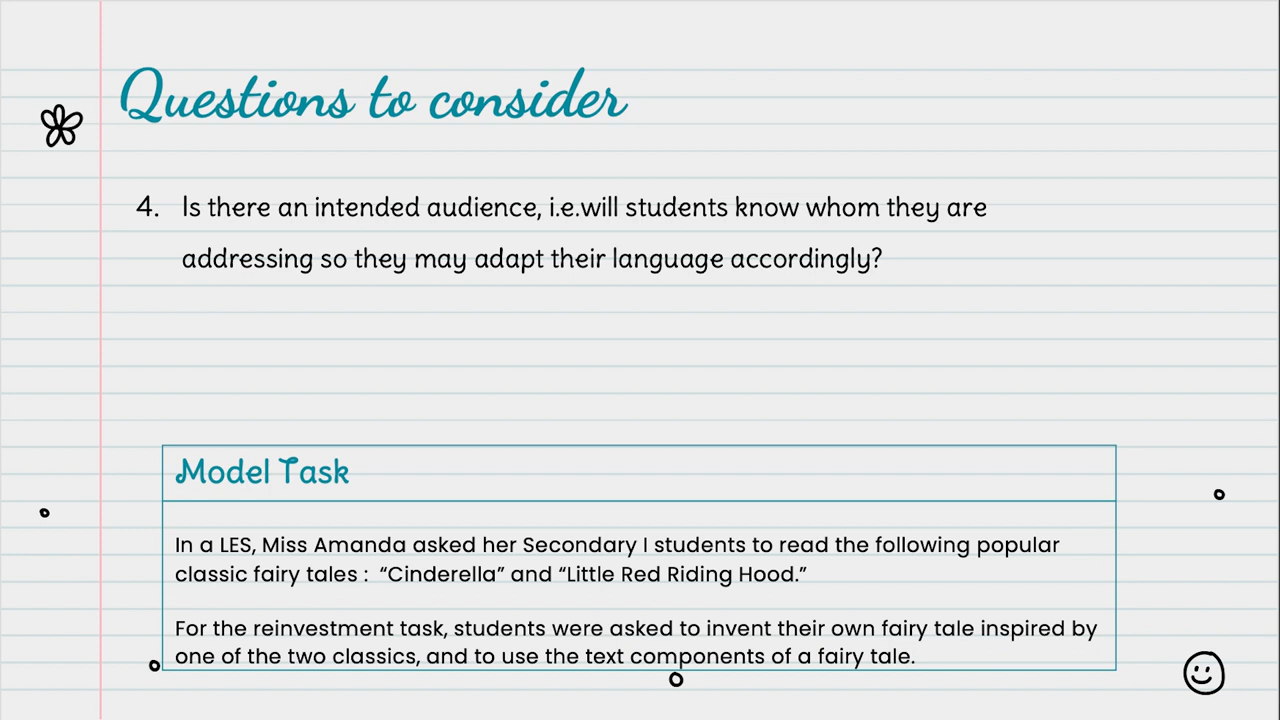 Questions to consider
4. Is there an intended audience, i.e.will students know whom they are
addressing so they may adapt their language accordingly?
Model Task
In a LES, Miss Amanda asked her Secondary I students to read the following popular
classic fairy tales : “Cinderella” and “Little Red Riding Hood.”
For the reinvestment task, students were asked to invent their own fairy tale inspired by
one of the two classics, and to use the text components of a fairy tale.